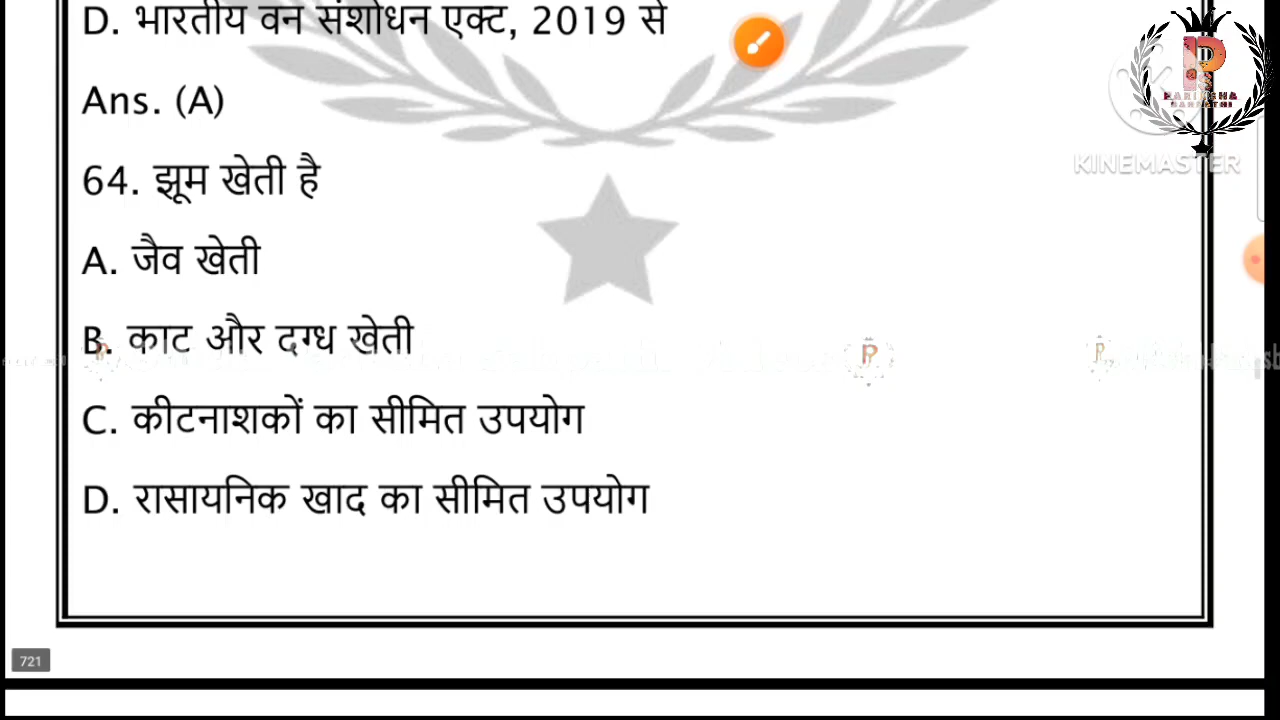 D. भारतीय वन संशोधन एक्ट, 2019 से
Ans. (A)
64. झूम खेती है
A. जैव खेती
B. काट और दग्ध खेती
C. कीटनाशकों का सीमित उपयोग
D. रासायनिक खाद का सीमित उपयोग
KINEMASTER
721